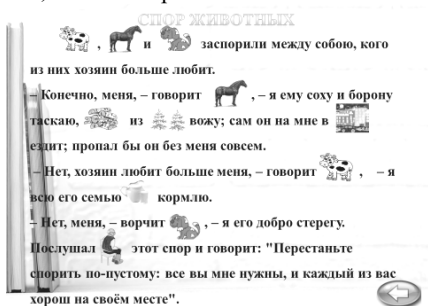 СПОР ЖИВОТНЫХ
, и заспорили между собою, кого
из них хозяин больше любит.
– Конечно, меня, – говорит , – я ему соху и борону
таскаю, из вожу; сам он на мне в
ездит; пропал бы он без меня совсем.
– Нет, хозяин любит больше меня, – говорит , – я
всю его семью кормлю.
– Нет, меня, – ворчит , – я его добро стерегу.
Послушал этот спор и говорит: "Перестаньте
спорить по-пустому: все вы мне нужны, и каждый из вас
хорош на своём месте".